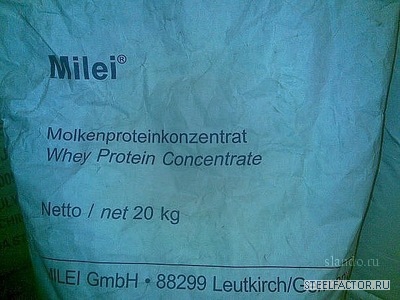 Milei®
Molkenproteinkonzentrat
Whey Protein Concentrate
Netto / net 20 kg
MILEI GmbH • 88299 Leutkirch/
slando.ru
STEELFACTOR.RU